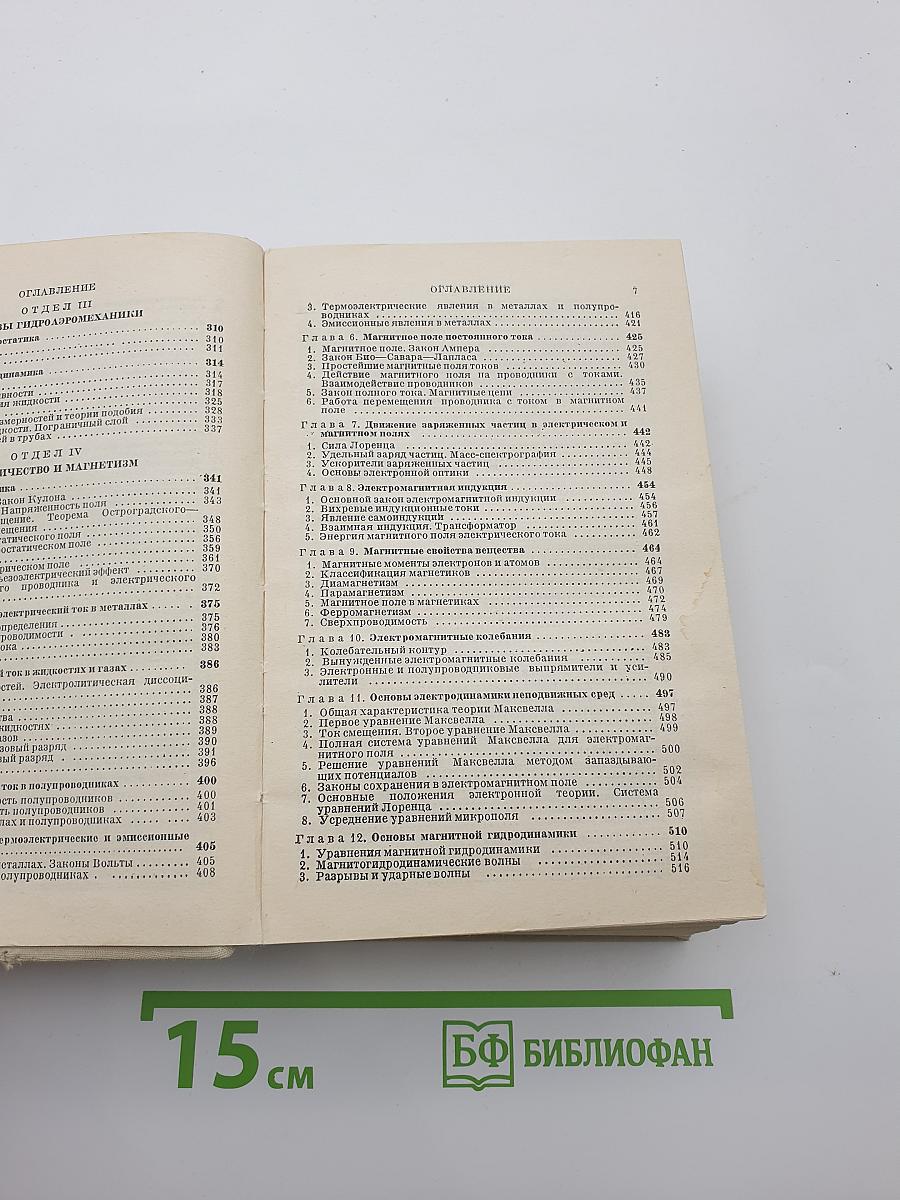 ОГЛАВЛЕНИЕ
ОТДЕЛ III
ГИДРОАЭРОМЕХАНИКИ
310
310
311
314
314
317
жидкости 318
325
и теории подобия 328
Пограничный слой 333
в трубах 337
ОТДЕЛ IV
И МАГНЕТИЗМ
341
Закон Кулона 341
Напряженность поля 343
Теорема Остроградского—
348
поля 350
поле 356
359
поле 361
эффект 370
проводника и электрического
372
электрический ток в металлах 375
определения 375
проводимости 376
380
383
ток в жидкостях и газах 386
Электролитическая диссоци-
386
387
388
жидкостях 388
389
разряд 390
разряд 391
396
ток в полупроводниках 400
полупроводников 400
полупроводников 401
и полупроводниках 403
и эмиссионные
405
Законы Вольты 405
полупроводниках 408
ОГЛАВЛЕНИЕ 7
3. Термоэлектрические явления в металлах и полупро-
водниках 416
4. Эмиссионные явления в металлах 421
Глава 6. Магнитное поле постоянного тока 425
1. Магнитное поле. Закон Ампера 425
2. Закон Био—Савара—Лапласа 427
3. Простейшие магнитные поля токов 430
4. Действие магнитного поля на проводники с токами.
Взаимодействие проводников 435
5. Закон полного тока. Магнитные цепи 437
6. Работа перемещения проводника с током в магнитном
поле 441
Глава 7. Движение заряженных частиц в электрическом и
магнитном полях 442
1. Сила Лоренца 442
2. Удельный заряд частиц. Масс-спектрография 444
3. Ускорители заряженных частиц 445
4. Основы электронной оптики 448
Глава 8. Электромагнитная индукция 454
1. Основной закон электромагнитной индукции 454
2. Вихревые индукционные токи 456
3. Явление самоиндукции 457
4. Взаимная индукция. Трансформатор 461
5. Энергия магнитного поля электрического тока 462
Глава 9. Магнитные свойства вещества 464
1. Магнитные моменты электронов и атомов 464
2. Классификация магнетиков 467
3. Диамагнетизм 469
4. Парамагнетизм 470
5. Магнитное поле в магнетиках 472
6. Ферромагнетизм 474
7. Сверхпроводимость 479
Глава 10. Электромагнитные колебания 483
1. Колебательный контур 483
2. Вынужденные электромагнитные колебания 485
3. Электронные и полупроводниковые выпрямители и уси-
лители 490
Глава 11. Основы электродинамики неподвижных сред 497
1. Общая характеристика теории Максвелла 497
2. Первое уравнение Максвелла 498
3. Ток смещения. Второе уравнение Максвелла 499
4. Полная система уравнений Максвелла для электромаг-
нитного поля 500
5. Решение уравнений Максвелла методом запаздываю-
щих потенциалов 502
6. Законы сохранения в электромагнитном поле 504
7. Основные положения электронной теории. Система
уравнений Лоренца 506
8. Усреднение уравнений микрополя 507
Глава 12. Основы магнитной гидродинамики 510
1. Уравнения магнитной гидродинамики 510
2. Магнитогидродинамические волны 514
3. Разрывы и ударные волны 516
15 см
БФ БИБЛИОФАН